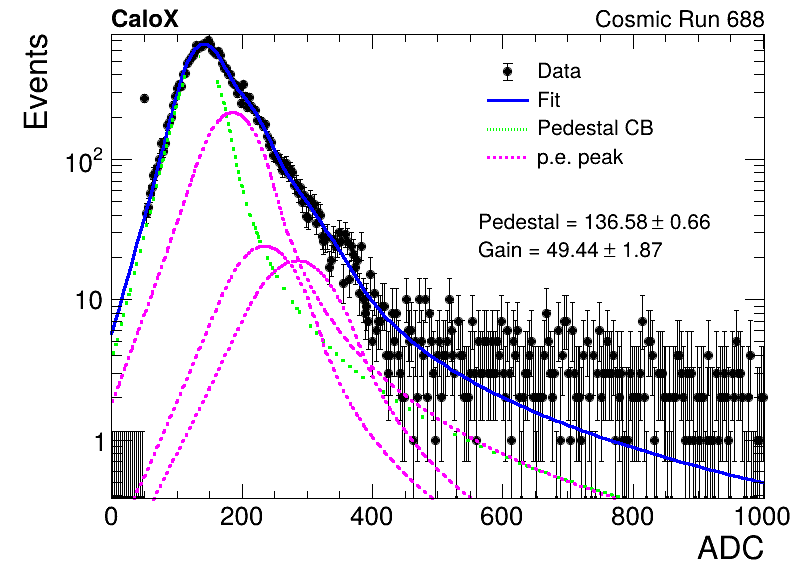 CaloX Cosmic Run 688
Events
Data
Fit
Pedestal CB
p.e. peak
Pedestal = 136.58 ± 0.66
Gain = 49.44 ± 1.87
10²
10
1
0 200 400 600 800 1000
ADC